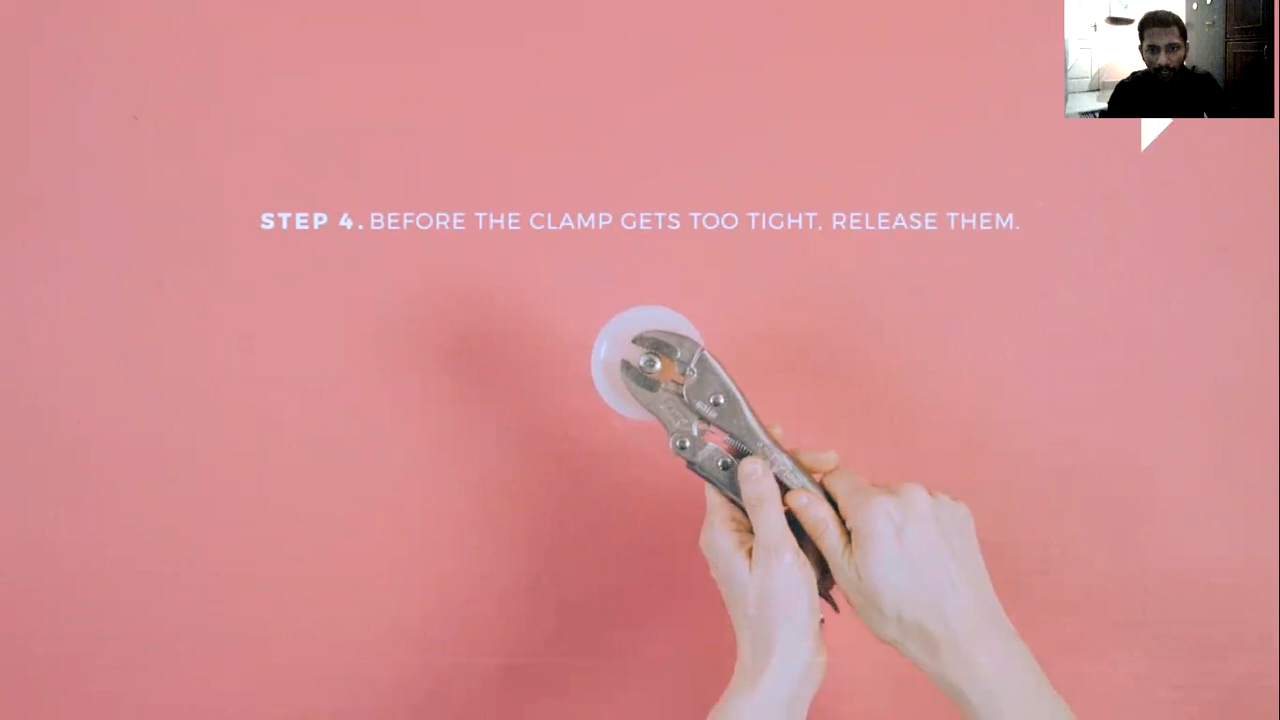 STEP 4. BEFORE THE CLAMP GETS TOO TIGHT, RELEASE THEM.